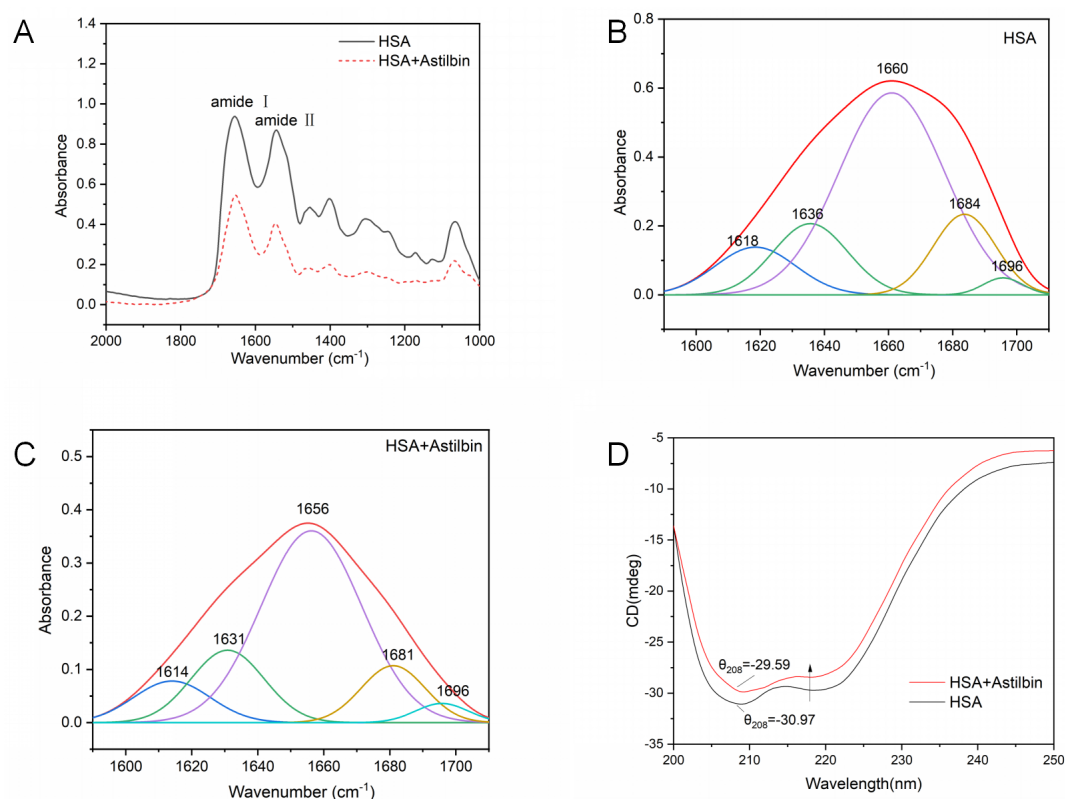 A
HSA
HSA+Astilbin
amide Ⅰ
amide Ⅱ
1.4
1.2
1.0
0.8
0.6
0.4
0.2
0.0
Absorbance
2000 1800 1600 1400 1200 1000
Wavenumber (cm-1)
B
HSA
0.8
0.6
0.4
0.2
0.0
Absorbance
1660
1684
1636
1618
1696
1600 1620 1640 1660 1680 1700
Wavenumber (cm-1)
C
HSA+Astilbin
0.5
0.4
0.3
0.2
0.1
0.0
Absorbance
1656
1631
1681
1614
1696
1600 1620 1640 1660 1680 1700
Wavenumber (cm-1)
D
-5
-10
-15
-20
-25
-30
-35
CD(mdeg)
θ208=-29.59
HSA+Astilbin
HSA
θ208=-30.97
200 210 220 230 240 250
Wavelength(nm)